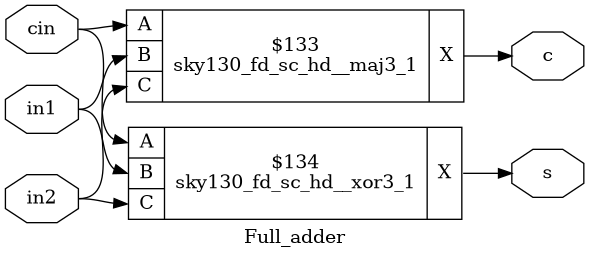 cin
in1
in2
A
B
C
$133
sky130_fd_sc_hd__maj3_1
X
c
A
B
C
$134
sky130_fd_sc_hd__xor3_1
X
s
Full_adder